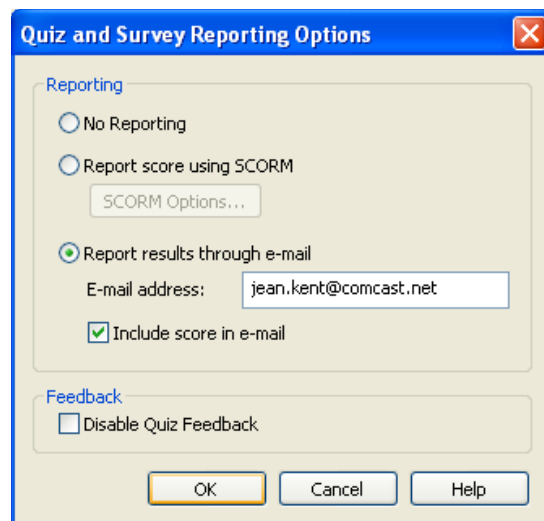 Quiz and Survey Reporting Options
Reporting
No Reporting
Report score using SCORM
SCORM Options...
Report results through e-mail
E-mail address: jean.kent@comcast.net
Include score in e-mail
Feedback
Disable Quiz Feedback
OK Cancel Help